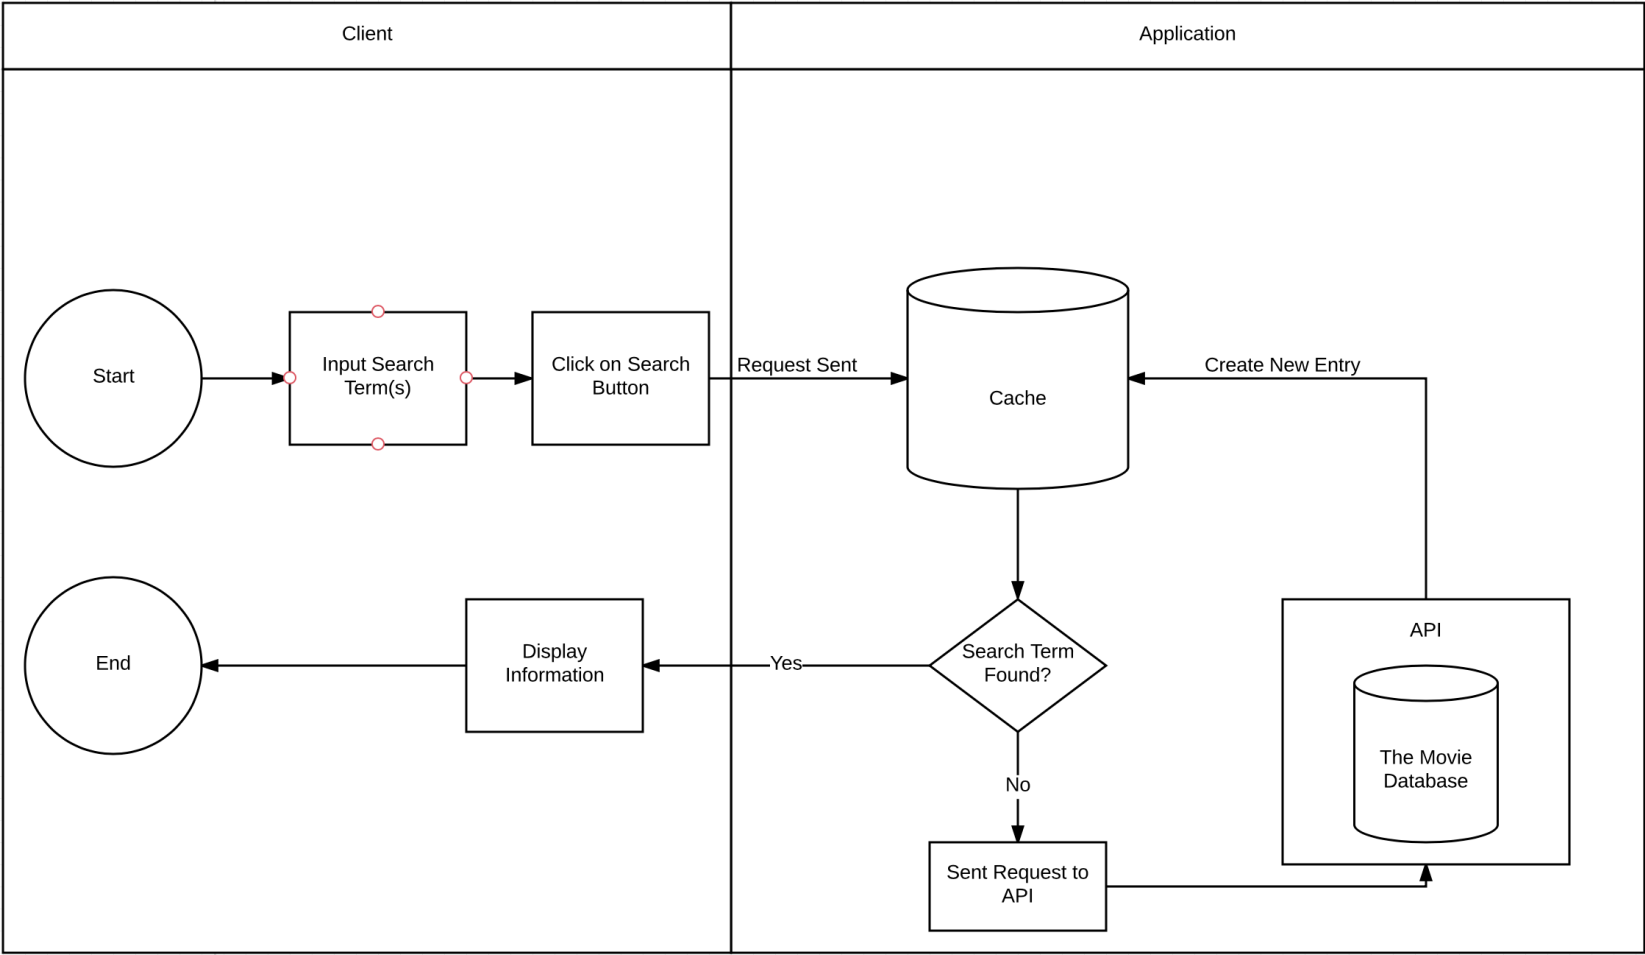 Client
Application
Start
Input Search
Term(s)
Click on Search
Button
Request Sent
Cache
Create New Entry
End
Display
Information
Yes
Search Term
Found?
API
The Movie
Database
No
Sent Request to
API